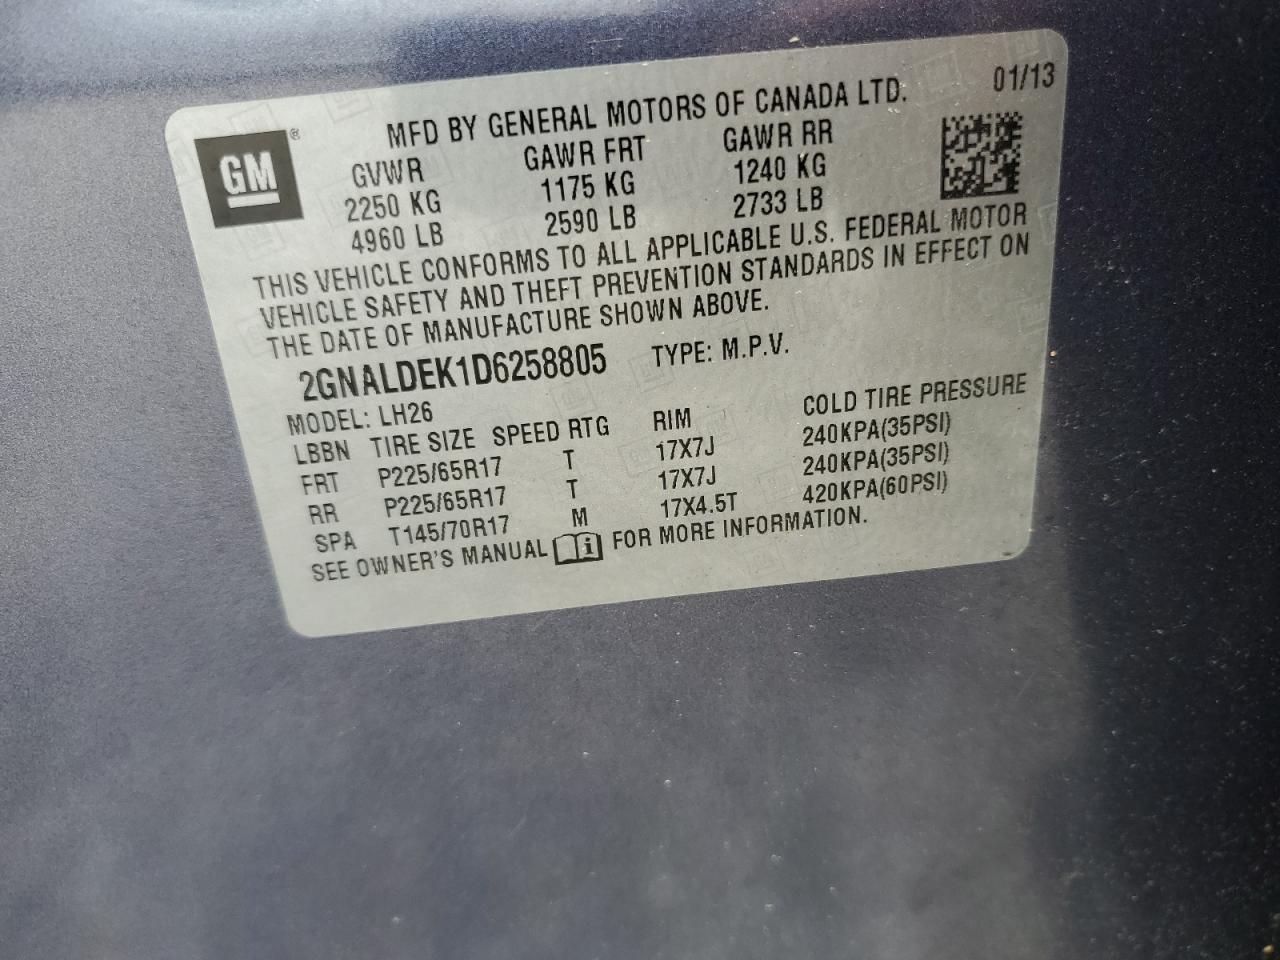 GM®
MFD BY GENERAL MOTORS OF CANADA LTD. 01/13
GVWR GAWR FRT GAWR RR
2250 KG 1175 KG 1240 KG
4960 LB 2590 LB 2733 LB
THIS VEHICLE CONFORMS TO ALL APPLICABLE U.S. FEDERAL MOTOR
VEHICLE SAFETY AND THEFT PREVENTION STANDARDS IN EFFECT ON
THE DATE OF MANUFACTURE SHOWN ABOVE.
2GNALDEK1D6258805 TYPE: M.P.V.
MODEL: LH26
LBBN TIRE SIZE SPEED RTG RIM COLD TIRE PRESSURE
FRT P225/65R17 T 17X7J 240KPA(35PSI)
RR P225/65R17 T 17X7J 240KPA(35PSI)
SPA T145/70R17 M 17X4.5T 420KPA(60PSI)
SEE OWNER'S MANUAL i FOR MORE INFORMATION.